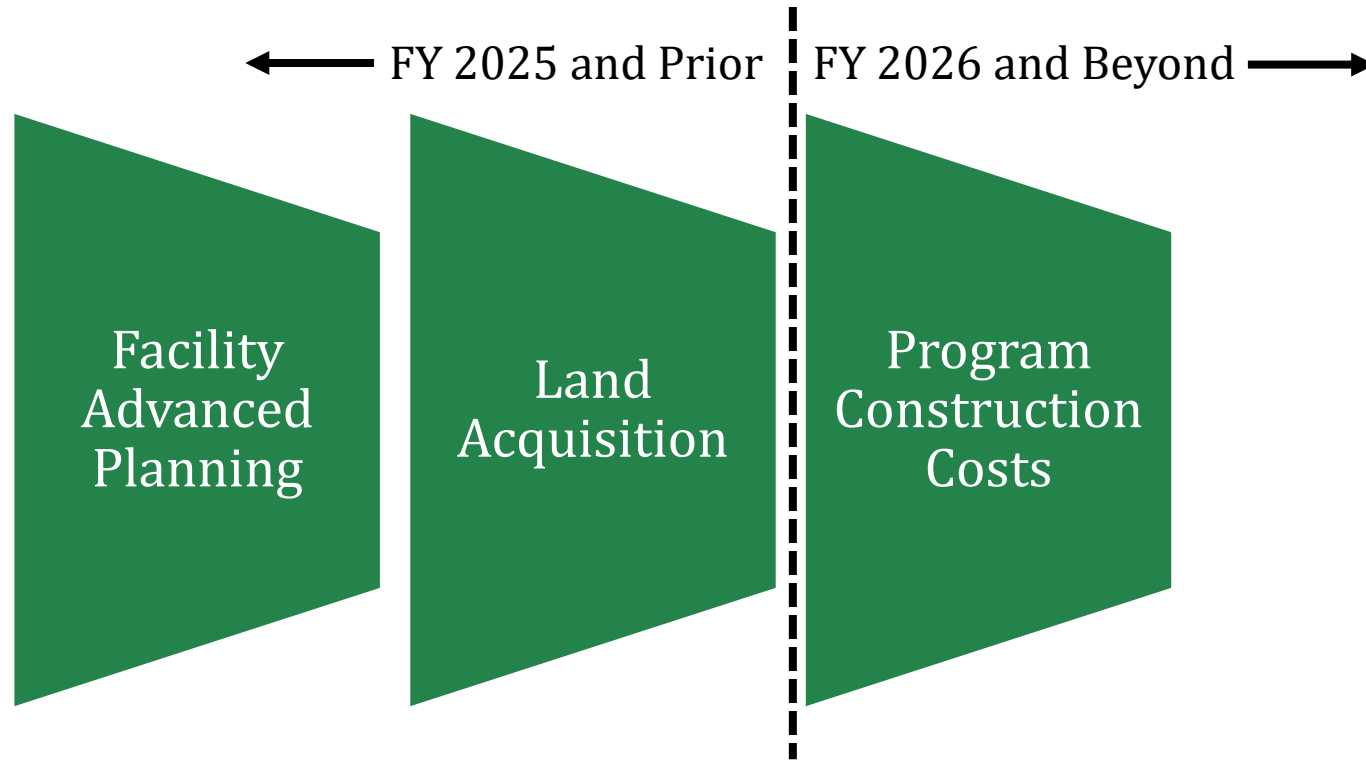 FY 2025 and Prior
FY 2026 and Beyond
Facility
Advanced
Planning
Land
Acquisition
Program
Construction
Costs